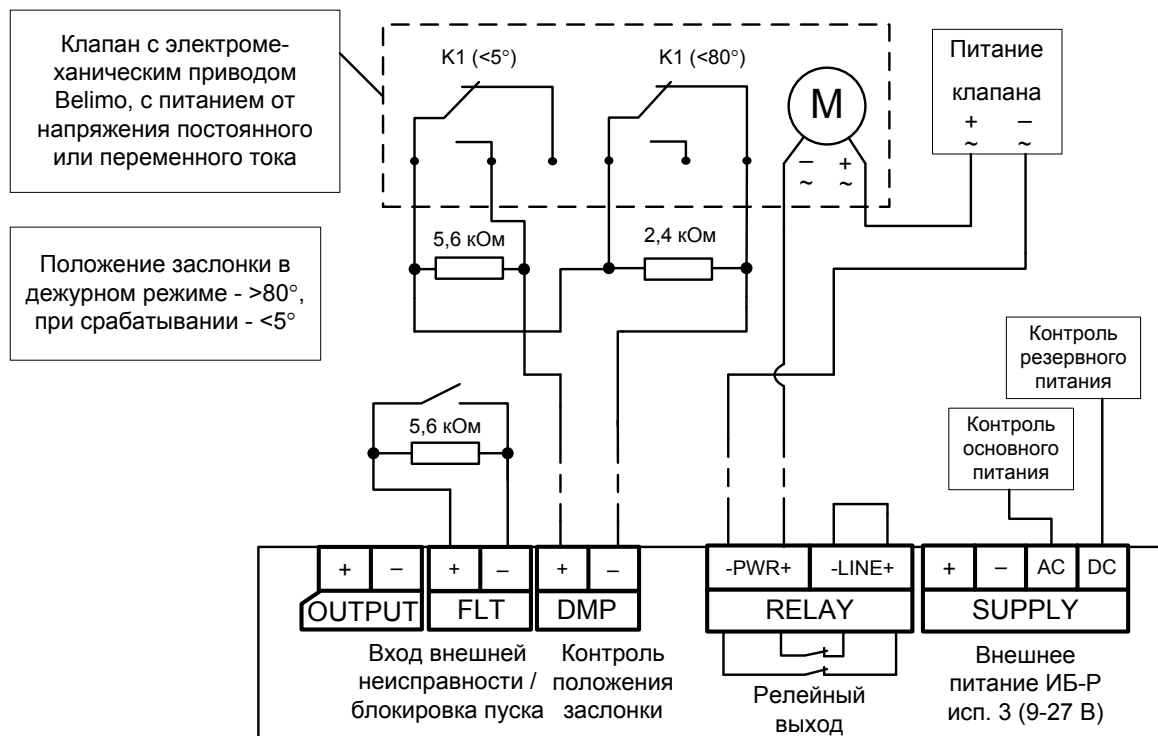 Клапан с электроме-
ханическим приводом
Belimo, с питанием от
напряжения постоянного
или переменного тока
K1 (<5°)
K1 (<80°)
M
– +
~ ~
Питание
клапана
+ –
~ ~
Положение заслонки в
дежурном режиме - >80°,
при срабатывании - <5°
5,6 кОм
2,4 кОм
5,6 кОм
Контроль
резервного
питания
Контроль
основного
питания
+ –
OUTPUT
+ –
FLT
+ –
DMP
-PWR+ -LINE+
RELAY
+ – AC DC
SUPPLY
Вход внешней
неисправности /
блокировка пуска
Контроль
положения
заслонки
Релейный
выход
Внешнее
питание ИБ-Р
исп. 3 (9-27 В)